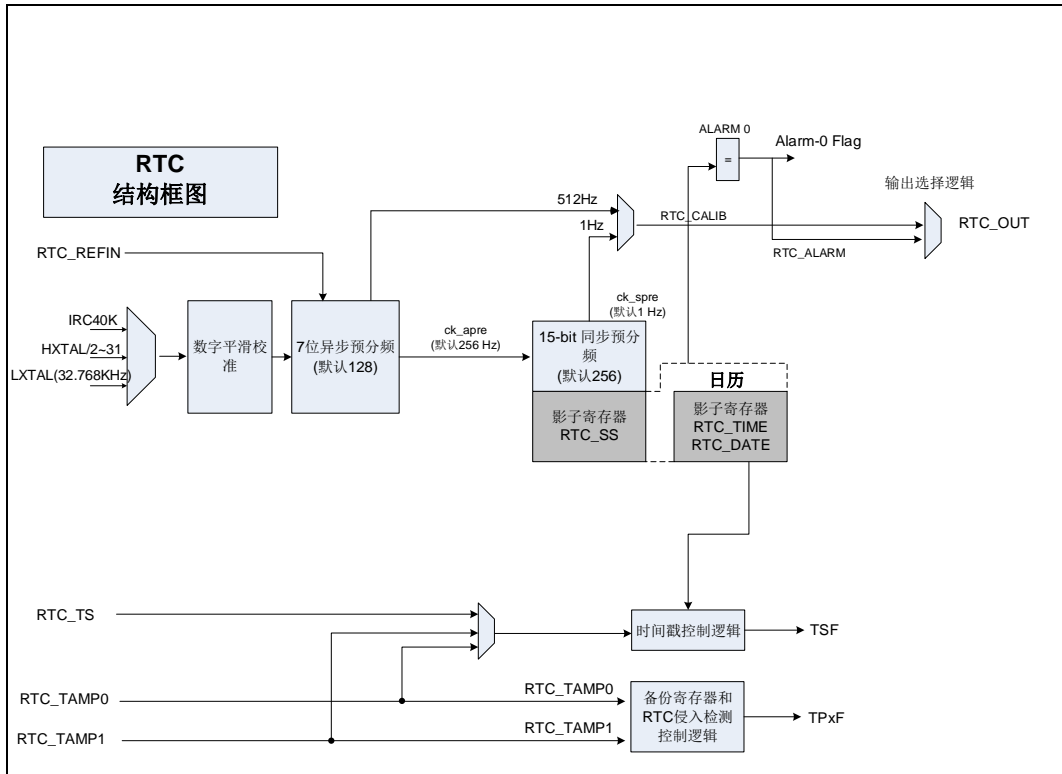 RTC
结构框图
ALARM 0
=
Alarm-0 Flag
输出选择逻辑
512Hz
1Hz
RTC_CALIB
RTC_OUT
RTC_ALARM
RTC_REFIN
IRC40K
HXTAL/2~31
LXTAL(32.768KHz)
数字平滑校
准
7位异步预分频
(默认128)
ck_apre
(默认256 Hz)
ck_spre
(默认1 Hz)
15-bit 同步预分
频
(默认256)
影子寄存器
RTC_SS
日历
影子寄存器
RTC_TIME
RTC_DATE
RTC_TS
时间戳控制逻辑
TSF
RTC_TAMP0
RTC_TAMP0
RTC_TAMP1
RTC_TAMP1
备份寄存器和
RTC侵入检测
控制逻辑
TPxF